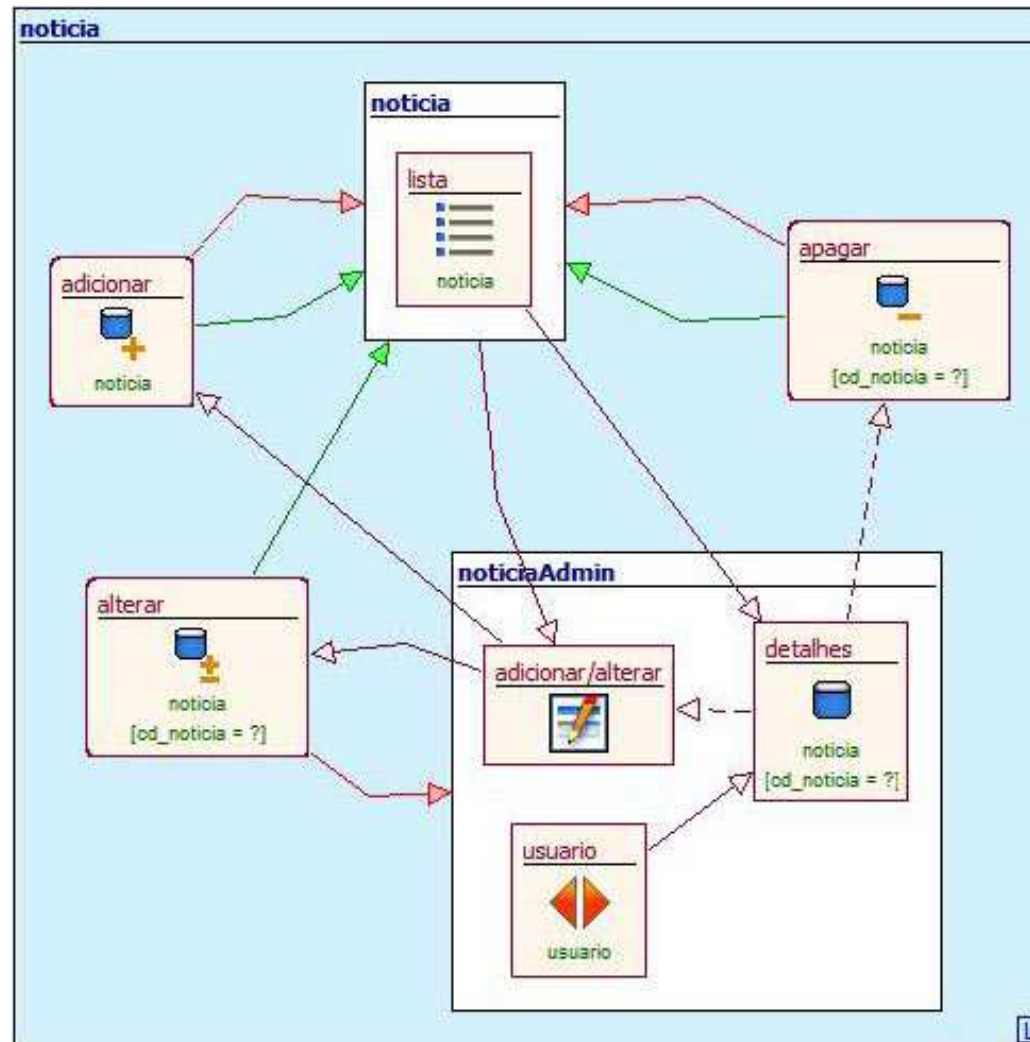 noticia
noticia
lista
noticia
adicionar
noticia
apagar
noticia
[cd_noticia = ?]
alterar
noticia
[cd_noticia = ?]
noticiaAdmin
adicionar/alterar
detalhes
noticia
[cd_noticia = ?]
usuario
usuario